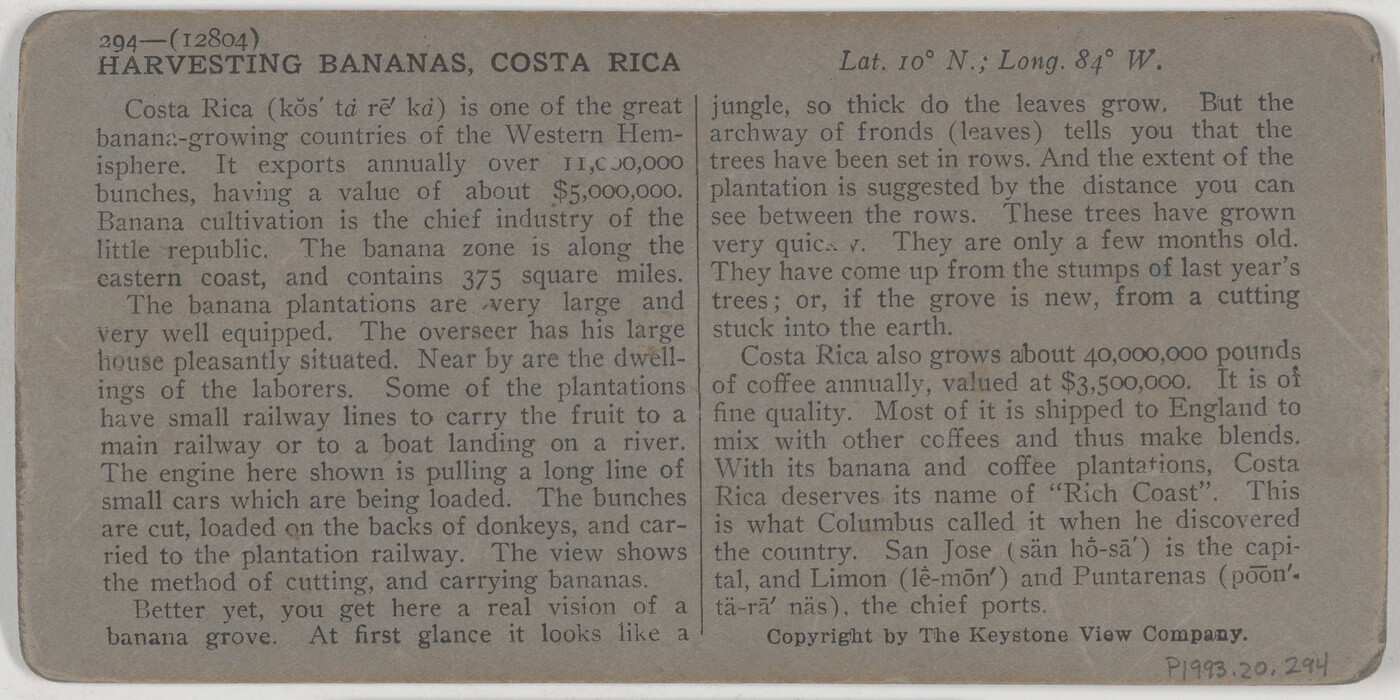 294—(12804)
HARVESTING BANANAS, COSTA RICA
Lat. 10° N.; Long. 84° W.
Costa Rica (kŏs′ tȧ rē′ kȧ) is one of the great
banana-growing countries of the Western Hem-
isphere. It exports annually over 11,000,000
bunches, having a value of about $5,000,000.
Banana cultivation is the chief industry of the
little republic. The banana zone is along the
eastern coast, and contains 375 square miles.
The banana plantations are very large and
very well equipped. The overseer has his large
house pleasantly situated. Near by are the dwell-
ings of the laborers. Some of the plantations
have small railway lines to carry the fruit to a
main railway or to a boat landing on a river.
The engine here shown is pulling a long line of
small cars which are being loaded. The bunches
are cut, loaded on the backs of donkeys, and car-
ried to the plantation railway. The view shows
the method of cutting, and carrying bananas.
Better yet, you get here a real vision of a
banana grove. At first glance it looks like a
jungle, so thick do the leaves grow. But the
archway of fronds (leaves) tells you that the
trees have been set in rows. And the extent of the
plantation is suggested by the distance you can
see between the rows. These trees have grown
very quickly. They are only a few months old.
They have come up from the stumps of last year's
trees; or, if the grove is new, from a cutting
stuck into the earth.
Costa Rica also grows about 40,000,000 pounds
of coffee annually, valued at $3,500,000. It is of
fine quality. Most of it is shipped to England to
mix with other coffees and thus make blends.
With its banana and coffee plantations, Costa
Rica deserves its name of "Rich Coast". This
is what Columbus called it when he discovered
the country. San Jose (sän hō̇-sā′) is the capi-
tal, and Limon (lē̇-mōn′) and Puntarenas (po͞on′-
tä-rā′ näs), the chief ports.
Copyright by The Keystone View Company.
P1993.20.294